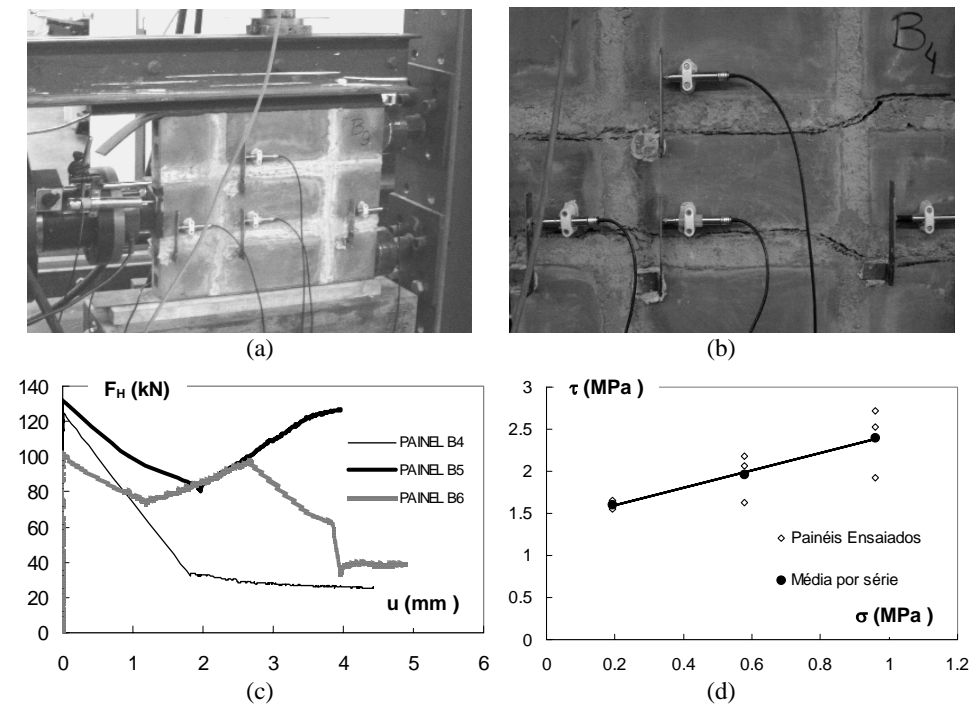 B3
B4
(a)
(b)
FH (kN)
140
120
100
80
60
40
20
0
PAINEL B4
PAINEL B5
PAINEL B6
u (mm )
0 1 2 3 4 5 6
(c)
τ (MPa )
3
2.5
2
1.5
1
0.5
0
Painéis Ensaiados
Média por série
σ (MPa )
0 0.2 0.4 0.6 0.8 1 1.2
(d)